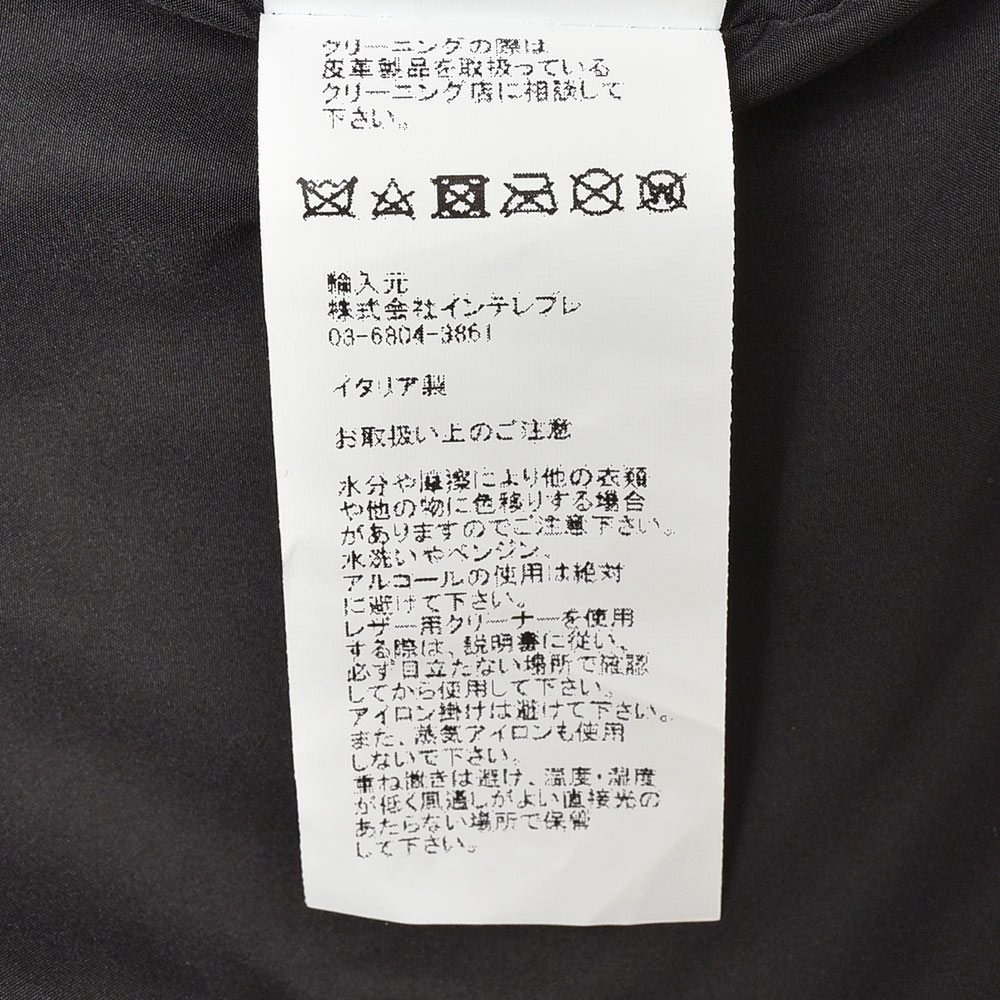 クリーニングの際は
皮革製品を取扱っている
クリーニング店に相談して
下さい。
輸入元
株式会社インテレプレ
03-6804-3861
イタリア製
お取扱い上のご注意
水分や摩擦により他の衣類
や他の物に色移りする場合
がありますのでご注意下さい。
水洗いやベンジン、
アルコールの使用は絶対
に避けて下さい。
レザー用クリーナーを使用
する際は、説明書に従い、
必ず目立たない場所で確認
してから使用して下さい。
アイロン掛けは避けて下さい。
また、蒸気アイロンも使用
しないで下さい。
重ね置きは避け、温度・湿度
が低く風通しがよい直接光の
あたらない場所で保管
して下さい。